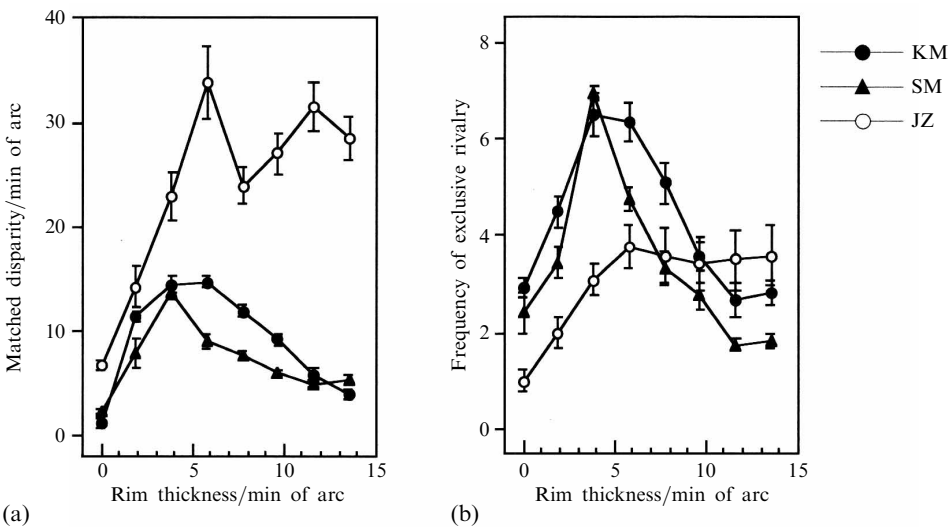 40
30
20
10
0
Matched disparity/min of arc
0 5 10 15
Rim thickness/min of arc
(a)
8
6
4
2
0
Frequency of exclusive rivalry
0 5 10 15
Rim thickness/min of arc
(b)
KM
SM
JZ